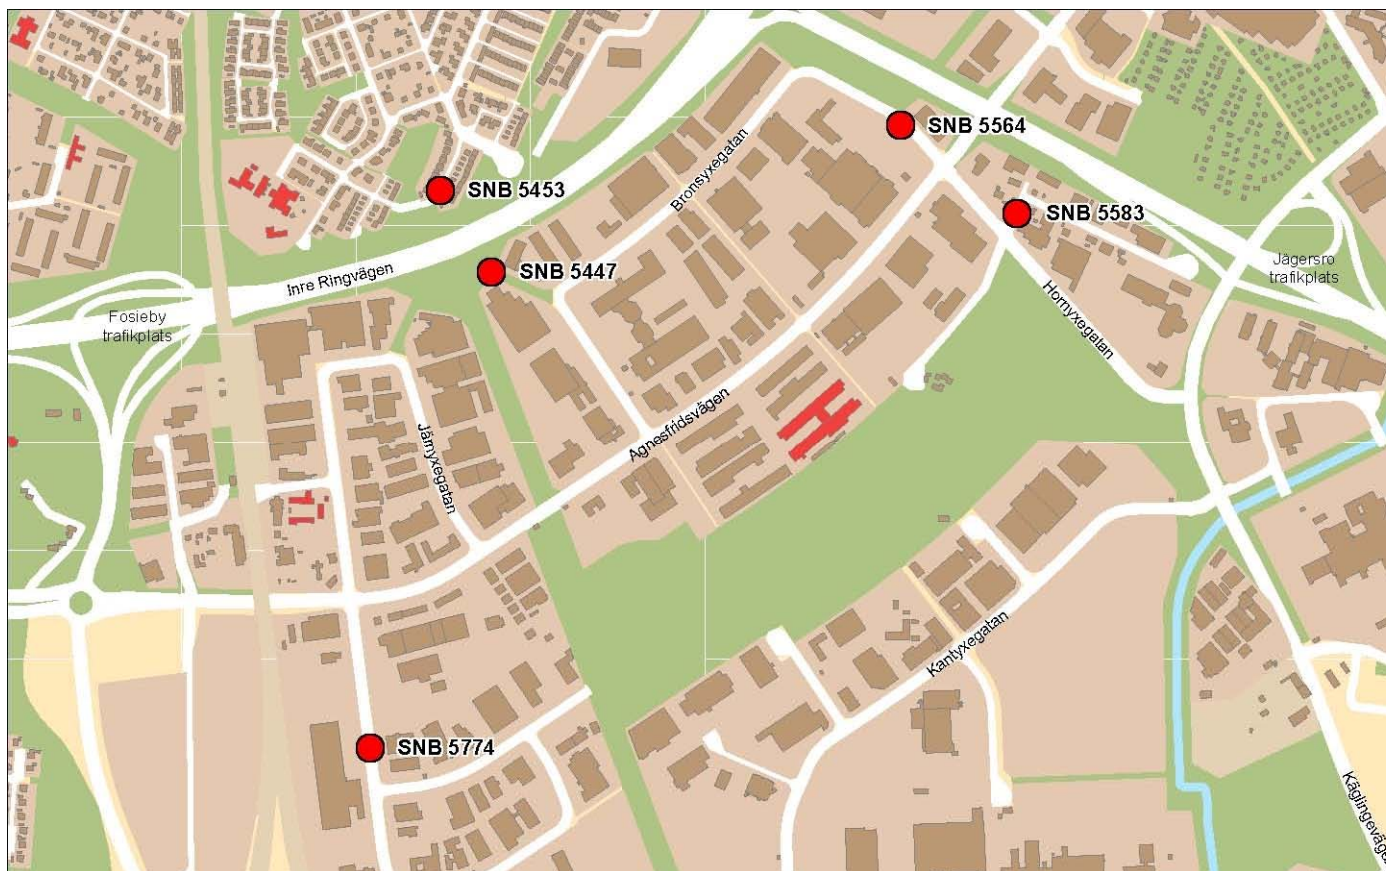 SNB 5564
Bronsyxegatan
SNB 5453
SNB 5583
SNB 5447
Inre Ringvägen
Jägersro
trafikplats
Fosieby
trafikplats
Hornyxegatan
Agnesfridsvägen
Järnyxegatan
Kantyxegatan
SNB 5774
Käglingevägen